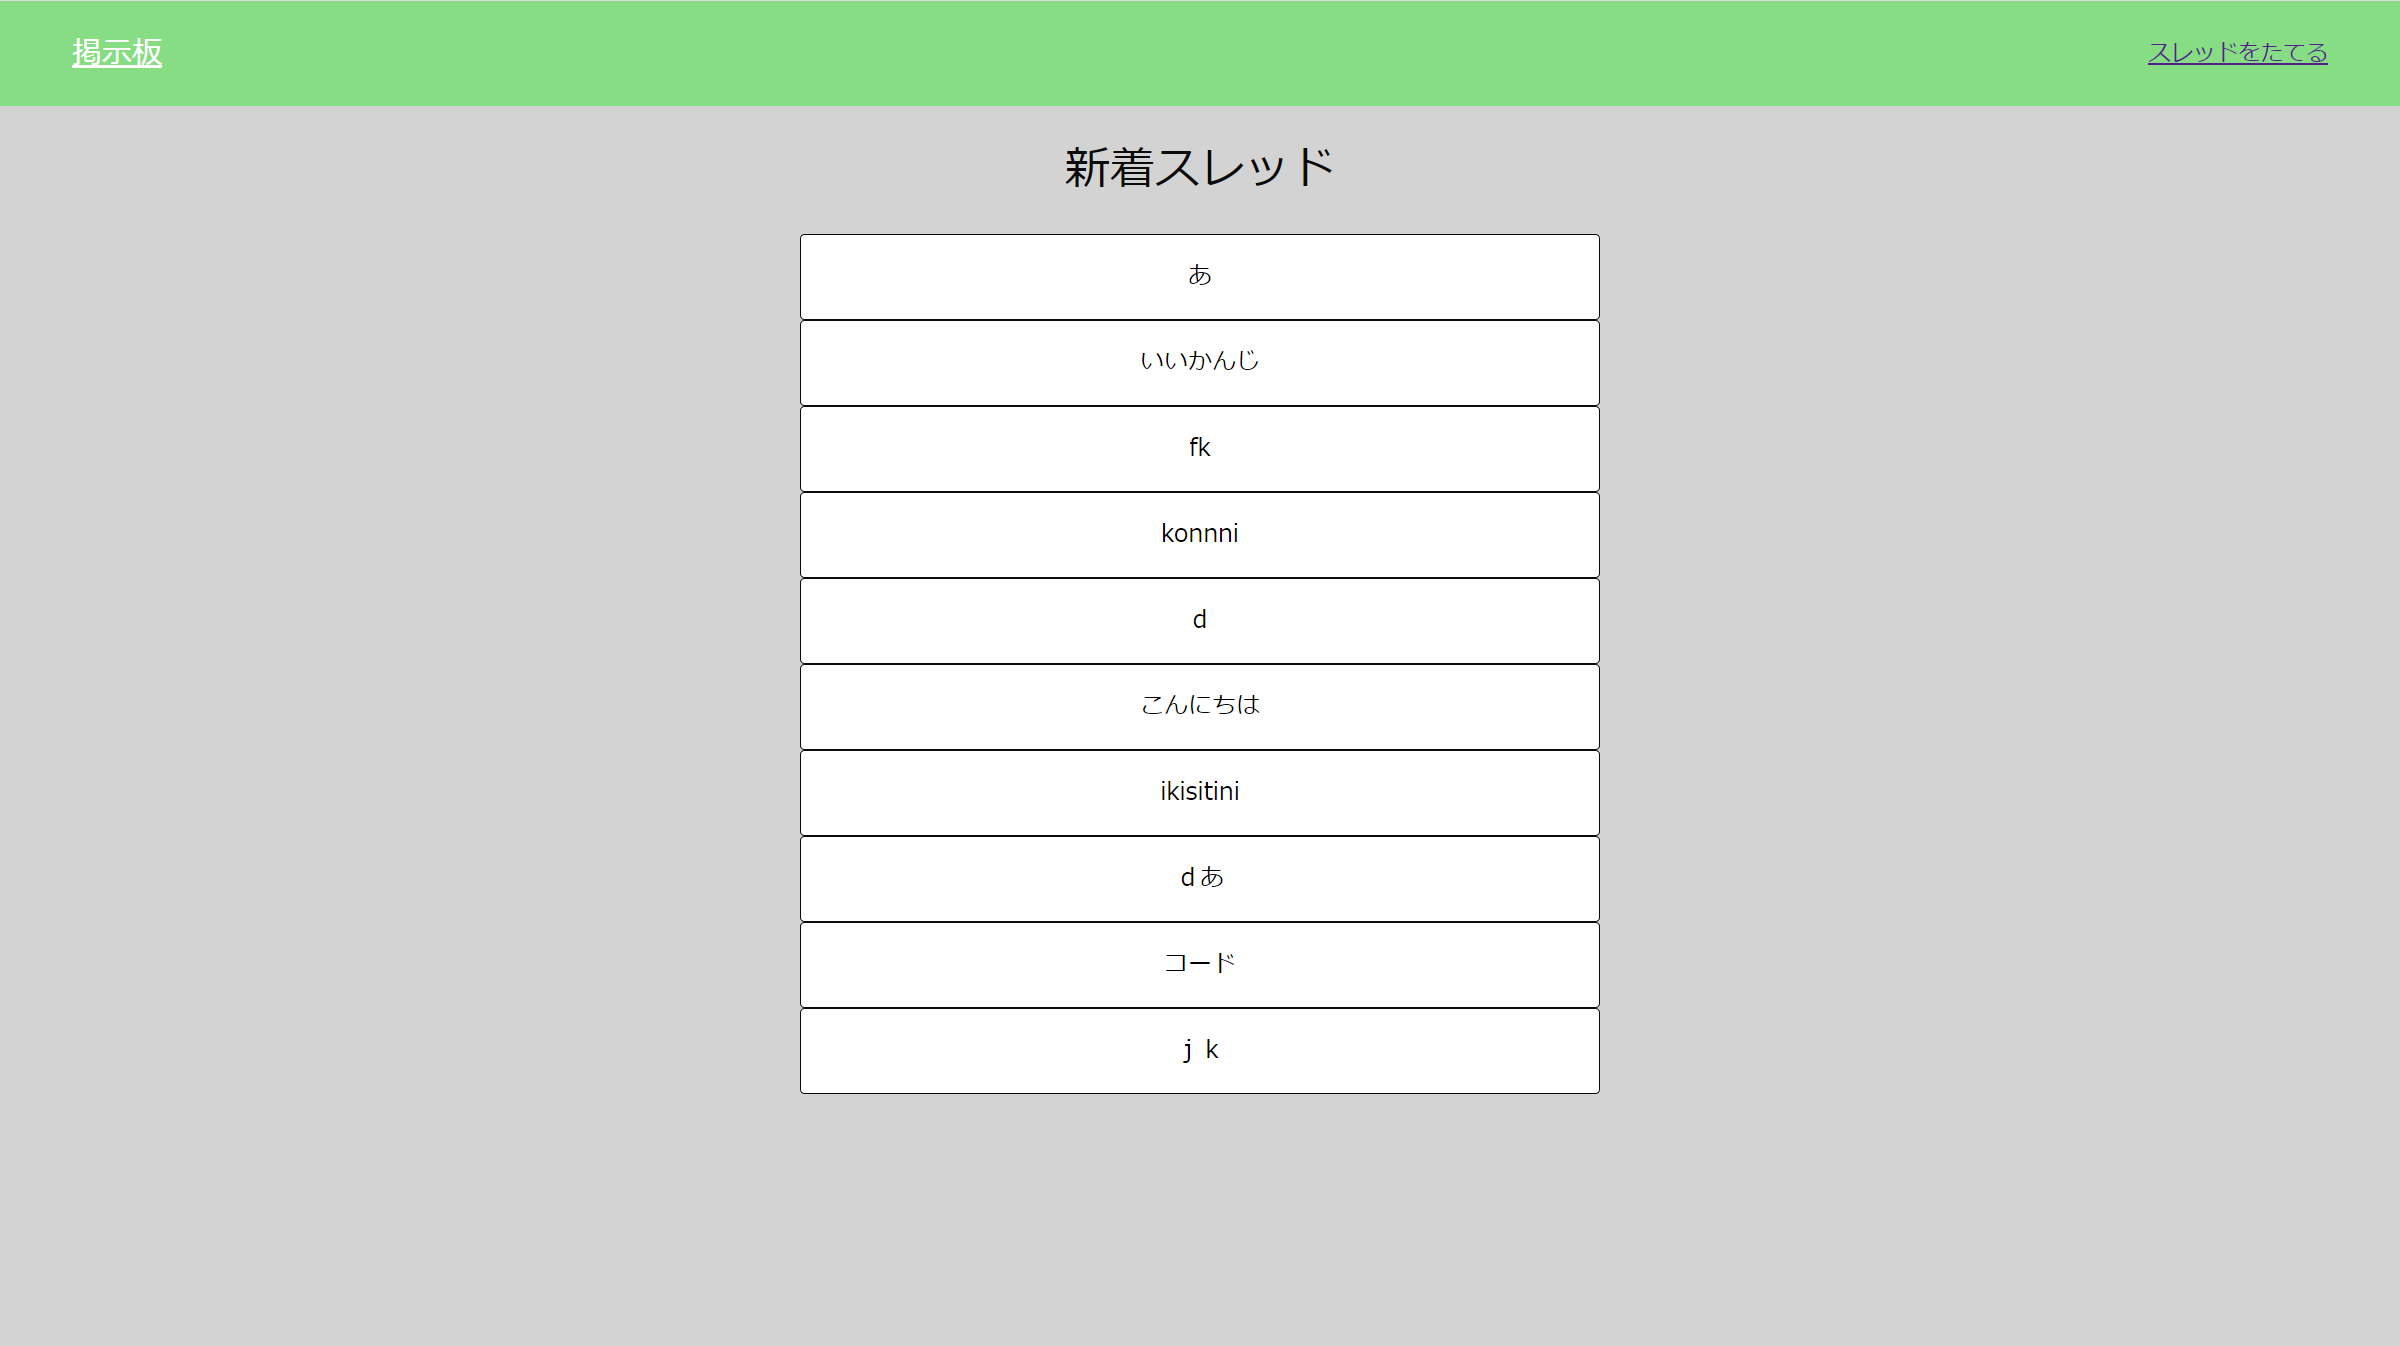 掲示板
スレッドをたてる
新着スレッド
あ
いいかんじ
fk
konnni
d
こんにちは
ikisitini
dあ
コード
j k